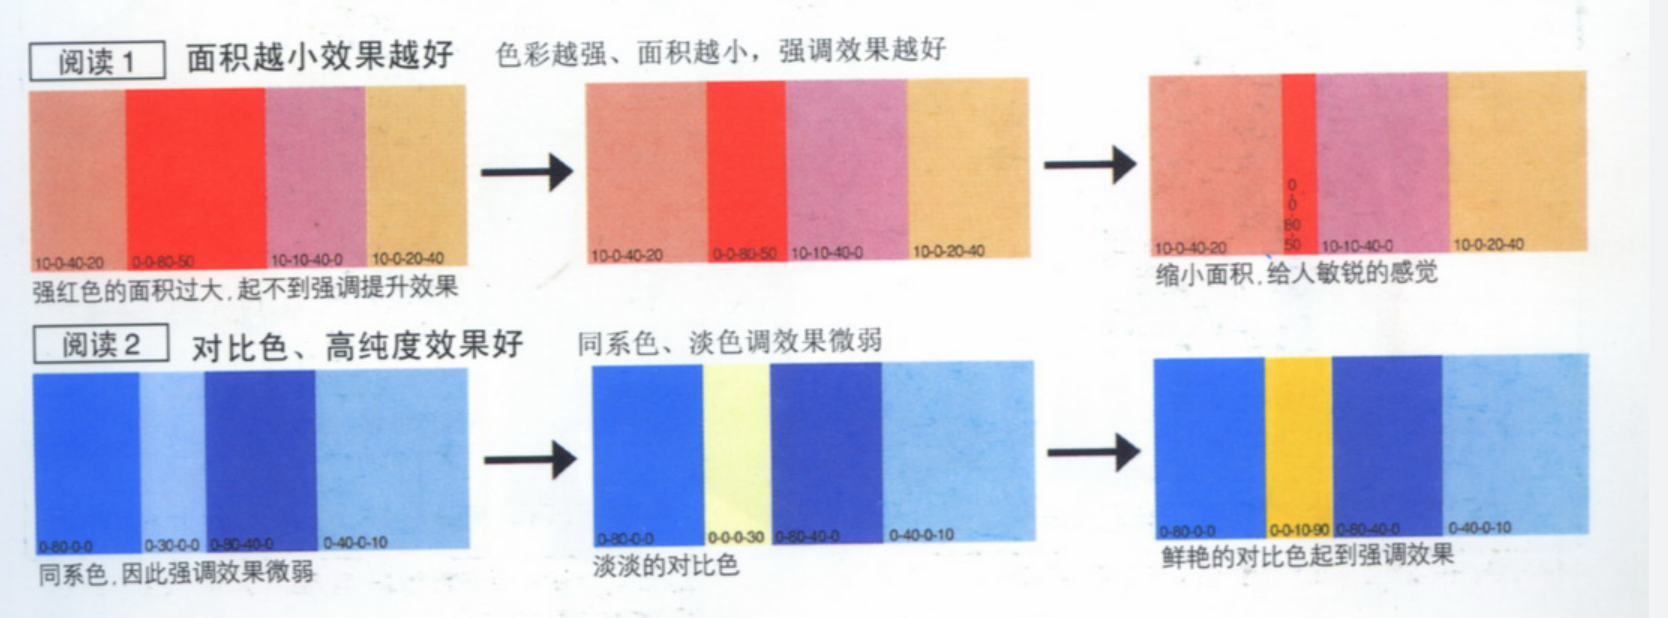 阅读1 面积越小效果越好 色彩越强、面积越小，强调效果越好
10-0-40-20 0-0-80-50 10-10-40-0 10-0-20-40
10-0-40-20 0-0-80-50 10-10-40-0 10-0-20-40
10-0-40-20 0-0-80-50 10-10-40-0 10-0-20-40
强红色的面积过大，起不到强调提升效果
缩小面积，给人敏锐的感觉
阅读2 对比色、高纯度效果好 同系色、淡色调效果微弱
0-80-0-0 0-30-0-0 0-80-40-0 0-40-0-10
0-80-0-0 0-0-0-30 0-80-40-0 0-40-0-10
0-80-0-0 0-0-10-90 0-80-40-0 0-40-0-10
同系色，因此强调效果微弱
淡淡的对比色
鲜艳的对比色起到强调效果